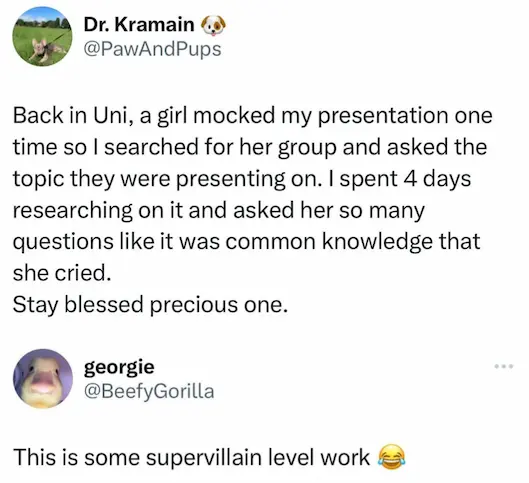 Dr. Kramain 🐶
@PawAndPups
Back in Uni, a girl mocked my presentation one
time so I searched for her group and asked the
topic they were presenting on. I spent 4 days
researching on it and asked her so many
questions like it was common knowledge that
she cried.
Stay blessed precious one.
georgie
@BeefyGorilla
This is some supervillain level work 😂